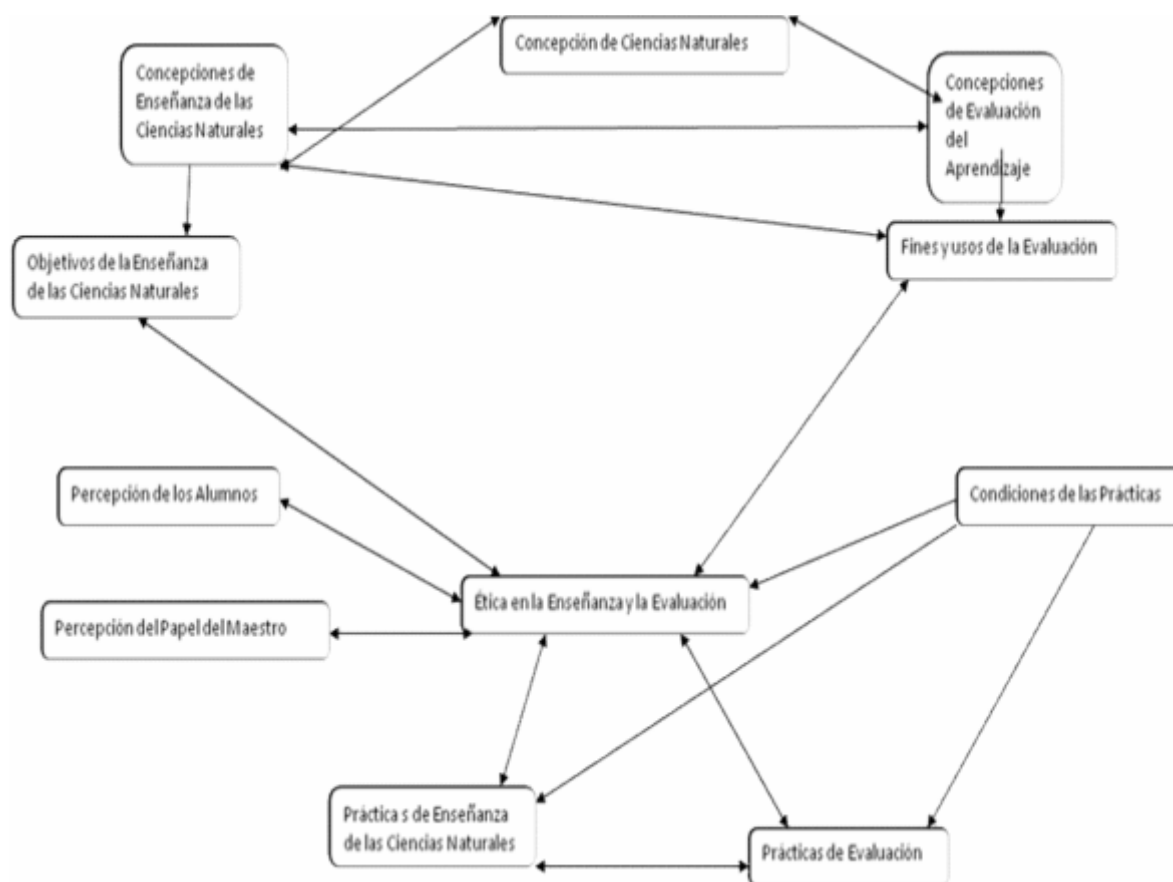 Concepción de Ciencias Naturales
Concepciones de
Enseñanza de las
Ciencias Naturales
Concepciones
de Evaluación
del
Aprendizaje
Objetivos de la Enseñanza
de las Ciencias Naturales
Fines y usos de la Evaluación
Percepción de los Alumnos
Condiciones de las Prácticas
Ética en la Enseñanza y la Evaluación
Percepción del Papel del Maestro
Práctica s de Enseñanza
de las Ciencias Naturales
Prácticas de Evaluación